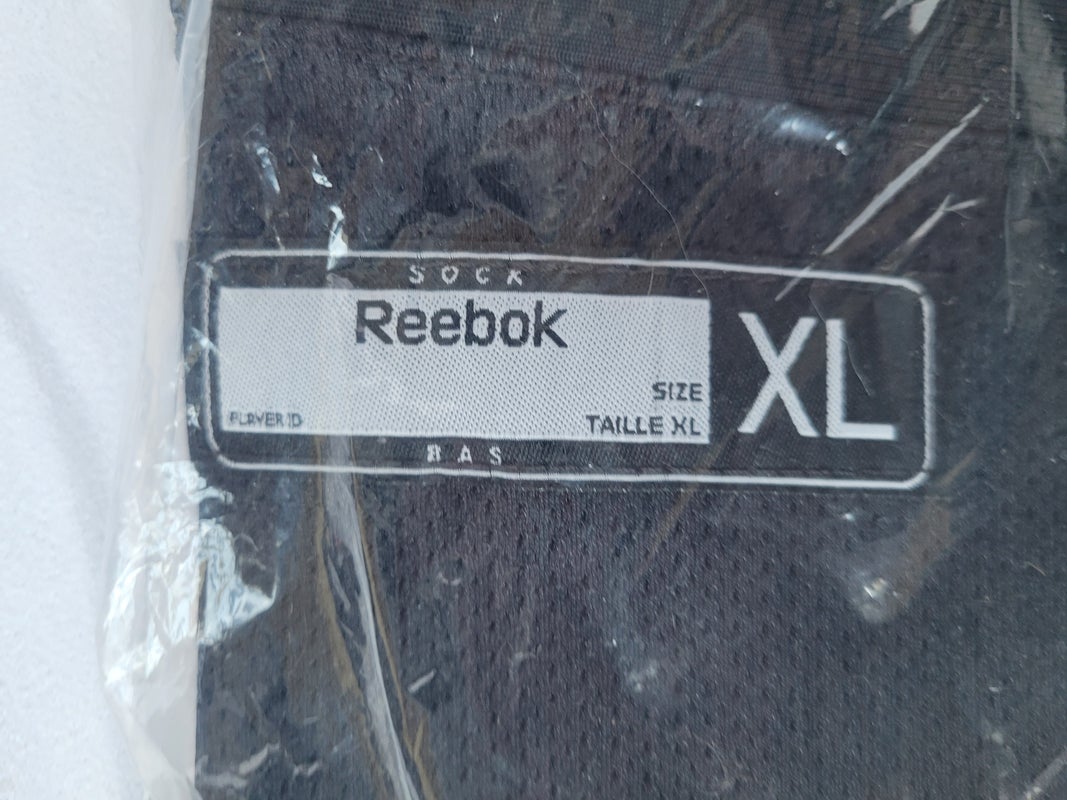 SOCK
Reebok
XL
SIZE
PLAYER ID
TAILLE XL
BAS